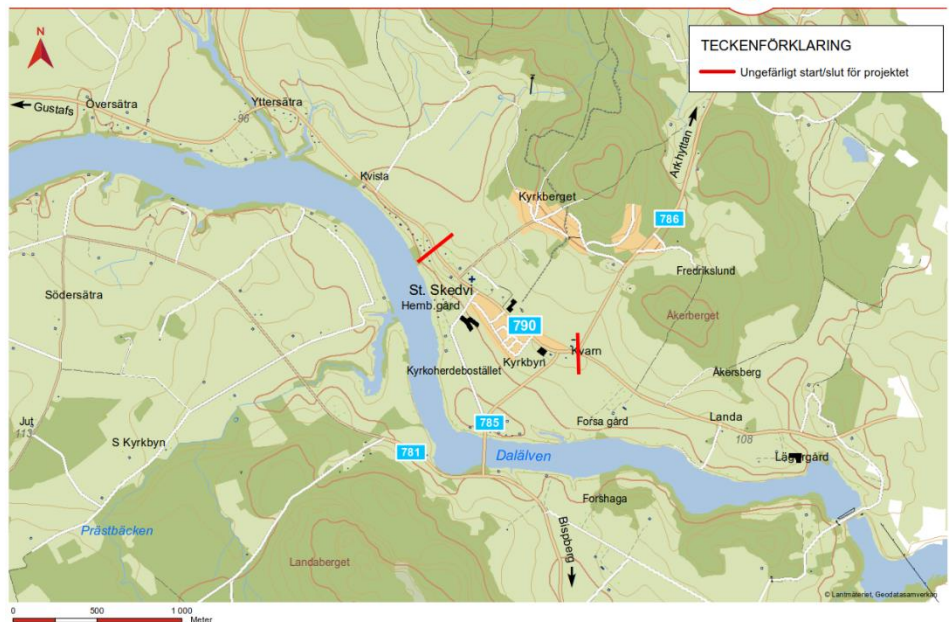 N
TECKENFÖRKLARING
Ungefärligt start/slut för projektet
Gustafs
Översätra
Yttersätra
96
Arkhyttan
Kvista
Kyrkberget
786
Fredrikslund
St. Skedvi
Hemb.gård
Södersätra
Åkerberget
790
Kvarn
Kyrkbyn
Kyrkoherdebostället
Åkersberg
Jut
113
S Kyrkbyn
785
Forsa gård
Landa
108
781
Dalälven
Lägergård
Forshaga
Prästbäcken
Bispberg
Landaberget
© Lantmäteriet, Geodatasamverkan
0 500 1 000
Meter